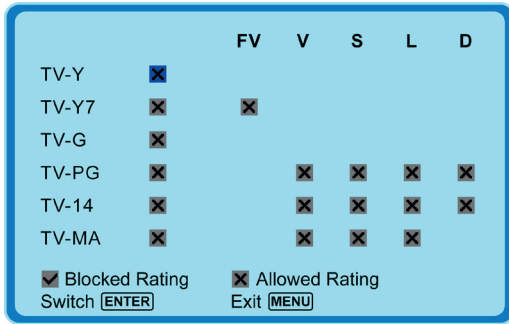 FV V S L D
TV-Y
TV-Y7
TV-G
TV-PG
TV-14
TV-MA
Blocked Rating Allowed Rating
Switch ENTER Exit MENU